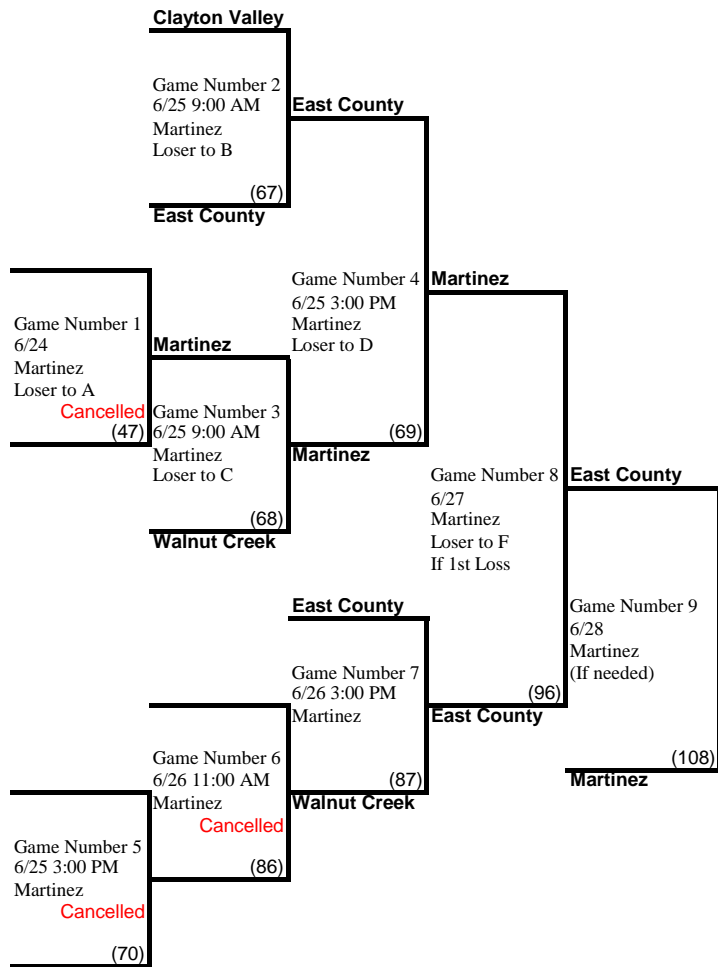 Clayton Valley
Game Number 2
6/25 9:00 AM
Martinez
Loser to B
(67)
East County
East County
Game Number 1
6/24
Martinez
Loser to A
Cancelled
(47)
Martinez
Game Number 3
6/25 9:00 AM
Martinez
Loser to C
(68)
Walnut Creek
Game Number 4
6/25 3:00 PM
Martinez
Loser to D
(69)
Martinez
Martinez
Game Number 8
6/27
Martinez
Loser to F
If 1st Loss
(96)
East County
East County
Game Number 7
6/26 3:00 PM
Martinez
(87)
Walnut Creek
East County
Game Number 9
6/28
Martinez
(If needed)
(108)
Martinez
Game Number 6
6/26 11:00 AM
Martinez
Cancelled
(86)
Game Number 5
6/25 3:00 PM
Martinez
Cancelled
(70)